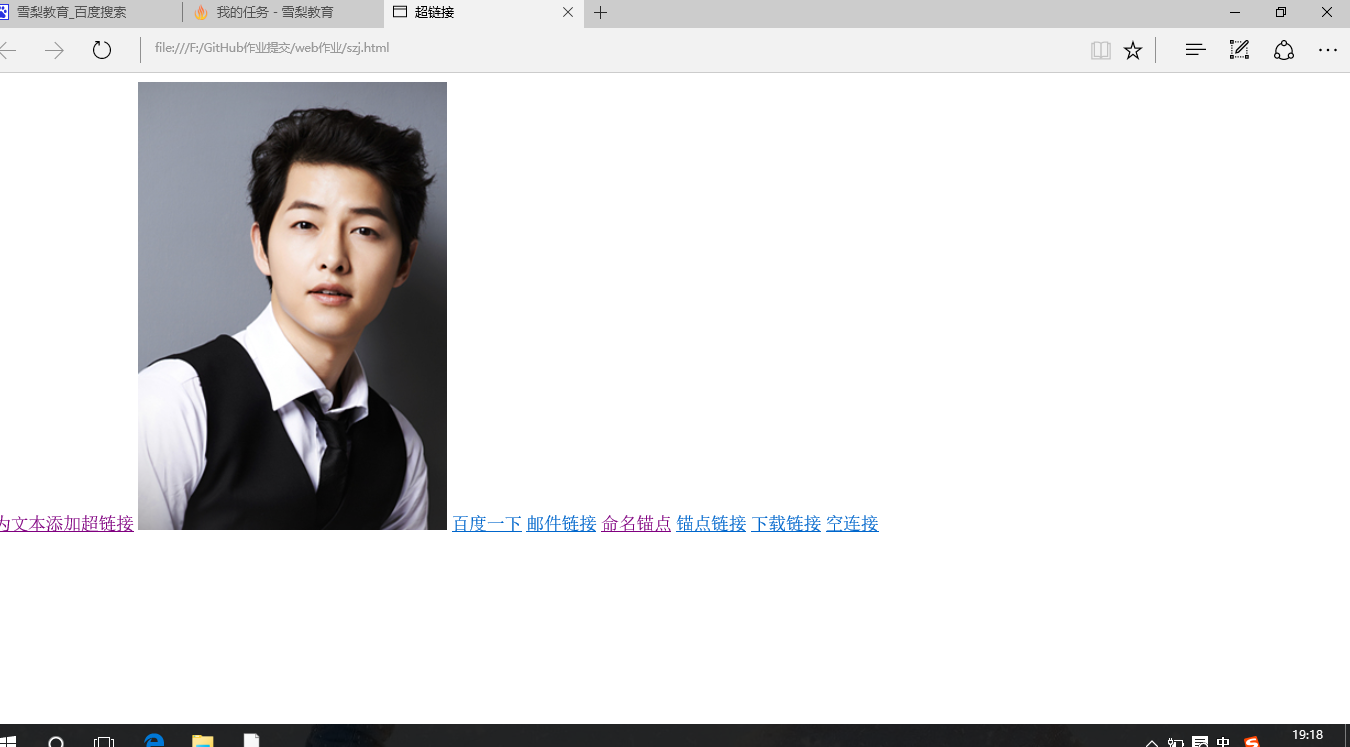 雪梨教育_百度搜索 我的任务 - 雪梨教育 超链接
file:///F:/GitHub作业提交/web作业/szj.html
为文本添加超链接 百度一下 邮件链接 命名锚点 锚点链接 下载链接 空连接
中 19:18